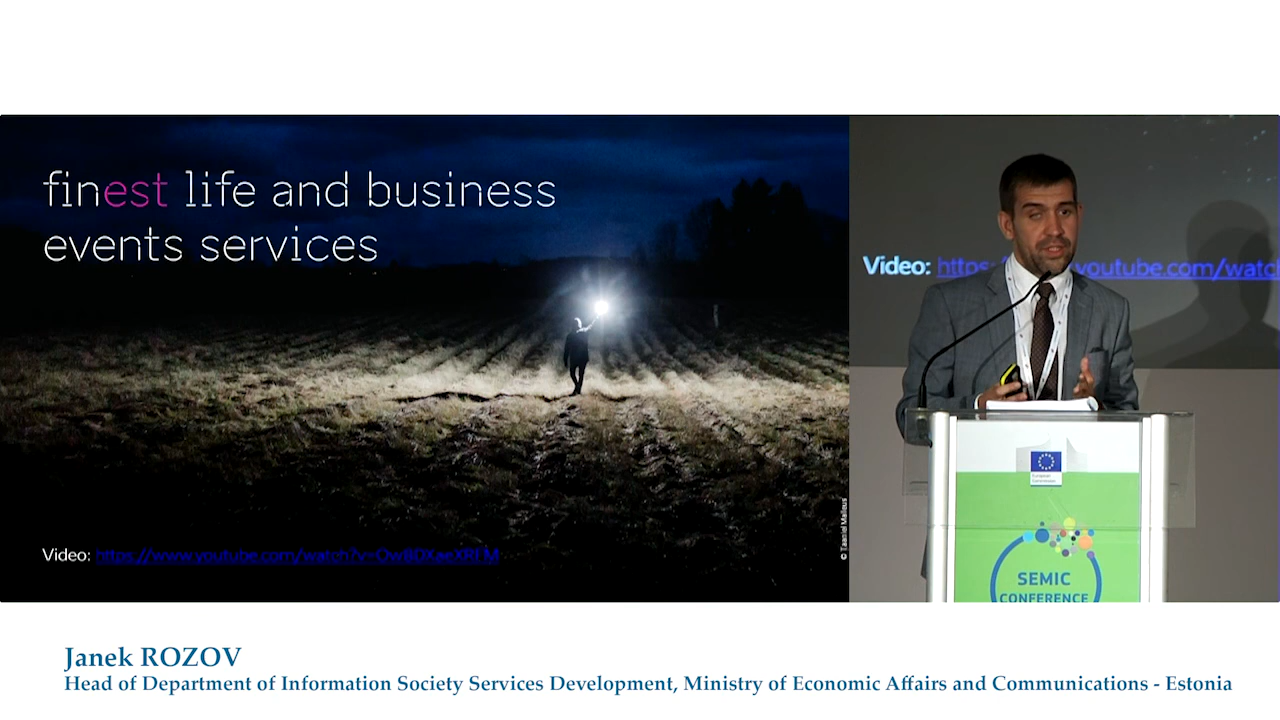 finest life and business
events services
Video: https://www.youtube.com/watch?v=OwBDXaeXRFM
© Taaniel Malleus
Video: https://www.youtube.com/watch
European
Commission
SEMIC
CONFERENCE
Janek ROZOV
Head of Department of Information Society Services Development, Ministry of Economic Affairs and Communications - Estonia